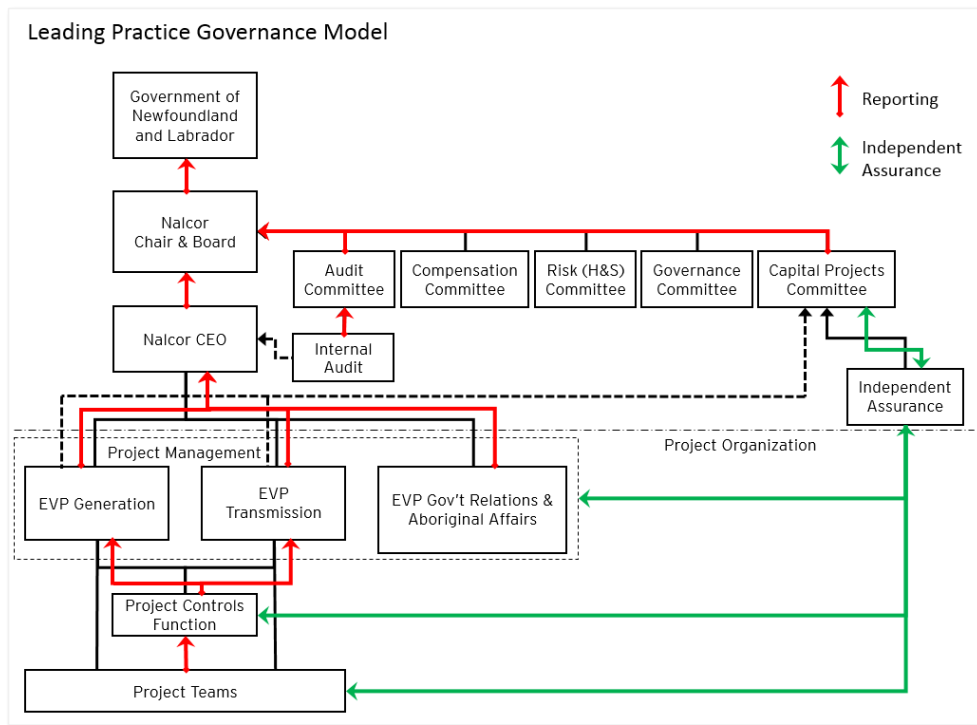 Leading Practice Governance Model
Government of
Newfoundland
and Labrador
Reporting
Independent
Assurance
Nalcor
Chair & Board
Audit
Committee
Compensation
Committee
Risk (H&S)
Committee
Governance
Committee
Capital Projects
Committee
Nalcor CEO
Internal
Audit
Independent
Assurance
Project Organization
Project Management
EVP Generation
EVP
Transmission
EVP Gov't Relations &
Aboriginal Affairs
Project Controls
Function
Project Teams